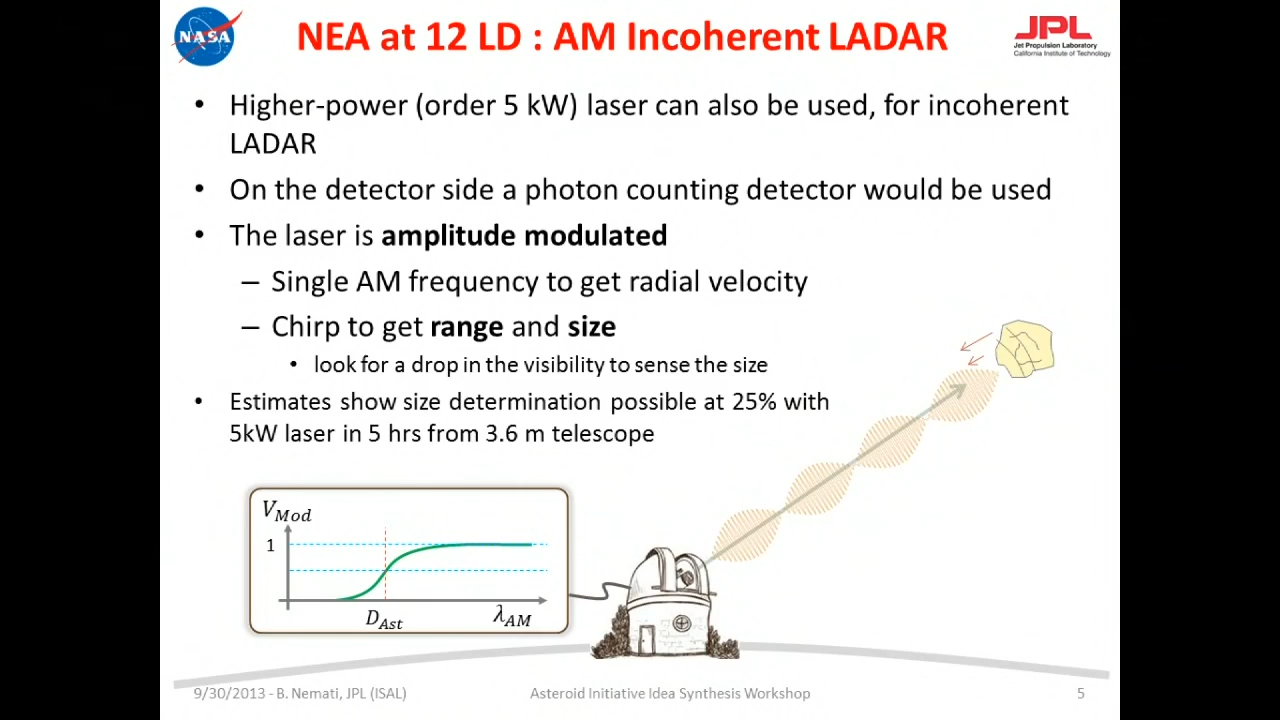 NASA
NEA at 12 LD : AM Incoherent LADAR
JPL
Jet Propulsion Laboratory
California Institute of Technology
• Higher-power (order 5 kW) laser can also be used, for incoherent
LADAR
• On the detector side a photon counting detector would be used
• The laser is amplitude modulated
– Single AM frequency to get radial velocity
– Chirp to get range and size
• look for a drop in the visibility to sense the size
• Estimates show size determination possible at 25% with
5kW laser in 5 hrs from 3.6 m telescope
V_Mod
1
D_Ast
λ_AM
9/30/2013 - B. Nemati, JPL (ISAL)
Asteroid Initiative Idea Synthesis Workshop
5